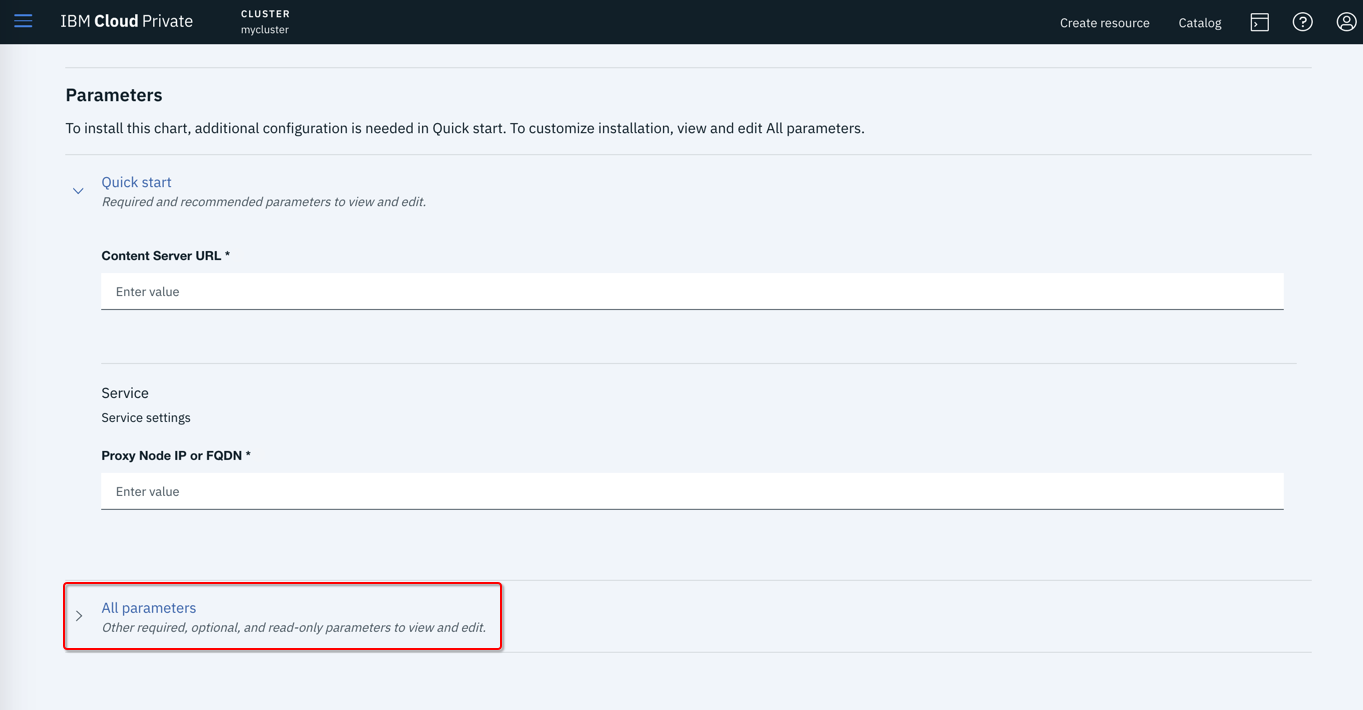 IBM Cloud Private
CLUSTER
mycluster
Create resource
Catalog
Parameters
To install this chart, additional configuration is needed in Quick start. To customize installation, view and edit All parameters.
Quick start
Required and recommended parameters to view and edit.
Content Server URL *
Enter value
Service
Service settings
Proxy Node IP or FQDN *
Enter value
All parameters
Other required, optional, and read-only parameters to view and edit.